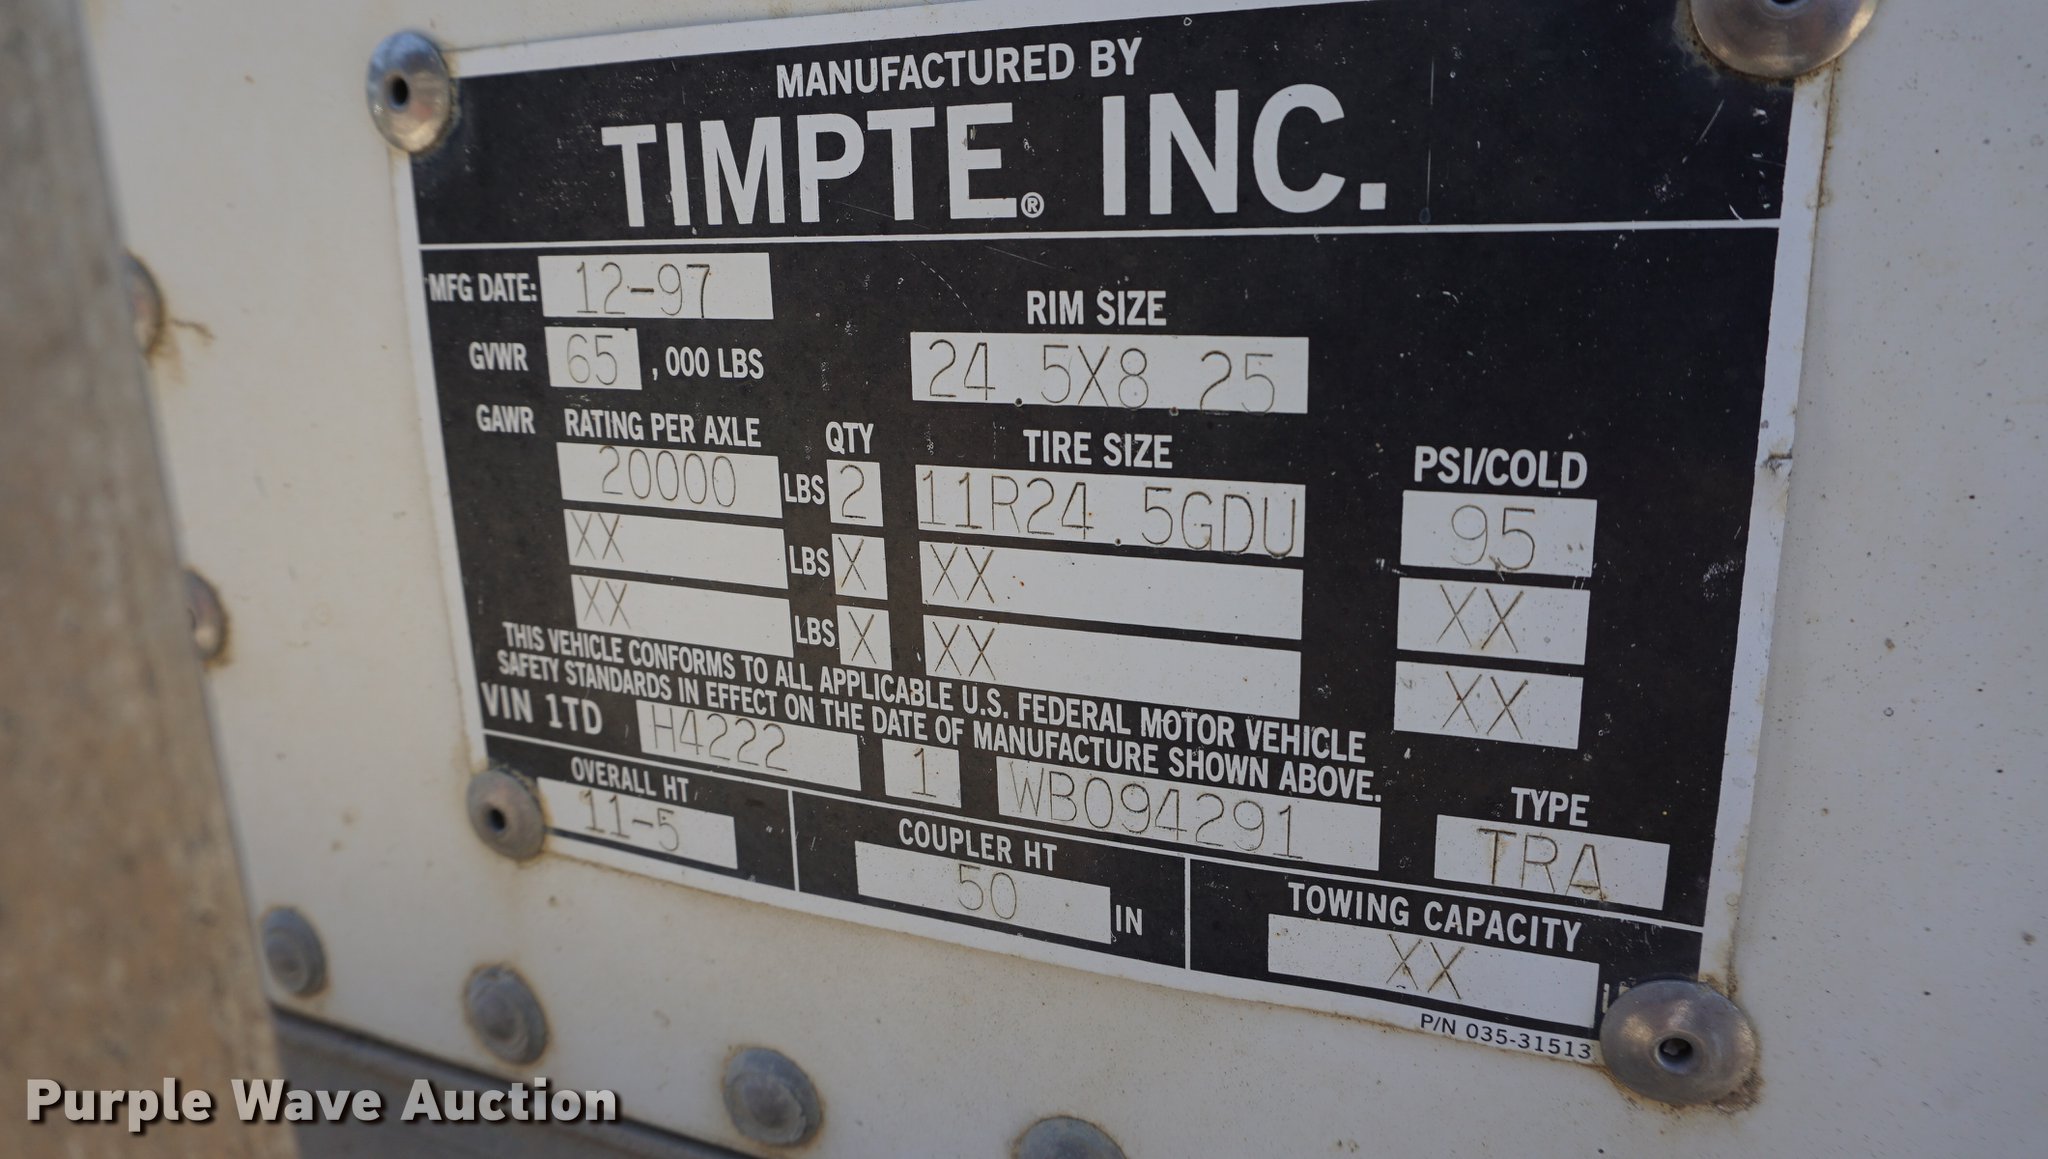 MANUFACTURED BY
TIMPTE® INC.
MFG DATE: 12-97
GVWR 65 ,000 LBS
RIM SIZE
24.5X8.25
GAWR RATING PER AXLE QTY TIRE SIZE PSI/COLD
20000 LBS 2 11R24.5GDU 95
XX LBS X XX XX
XX LBS X XX XX
THIS VEHICLE CONFORMS TO ALL APPLICABLE U.S. FEDERAL MOTOR VEHICLE
SAFETY STANDARDS IN EFFECT ON THE DATE OF MANUFACTURE SHOWN ABOVE.
VIN 1TD H4222 1 WB094291
TYPE
TRA
OVERALL HT
11-5
COUPLER HT
50 IN
TOWING CAPACITY
XX
P/N 035-31513
Purple Wave Auction